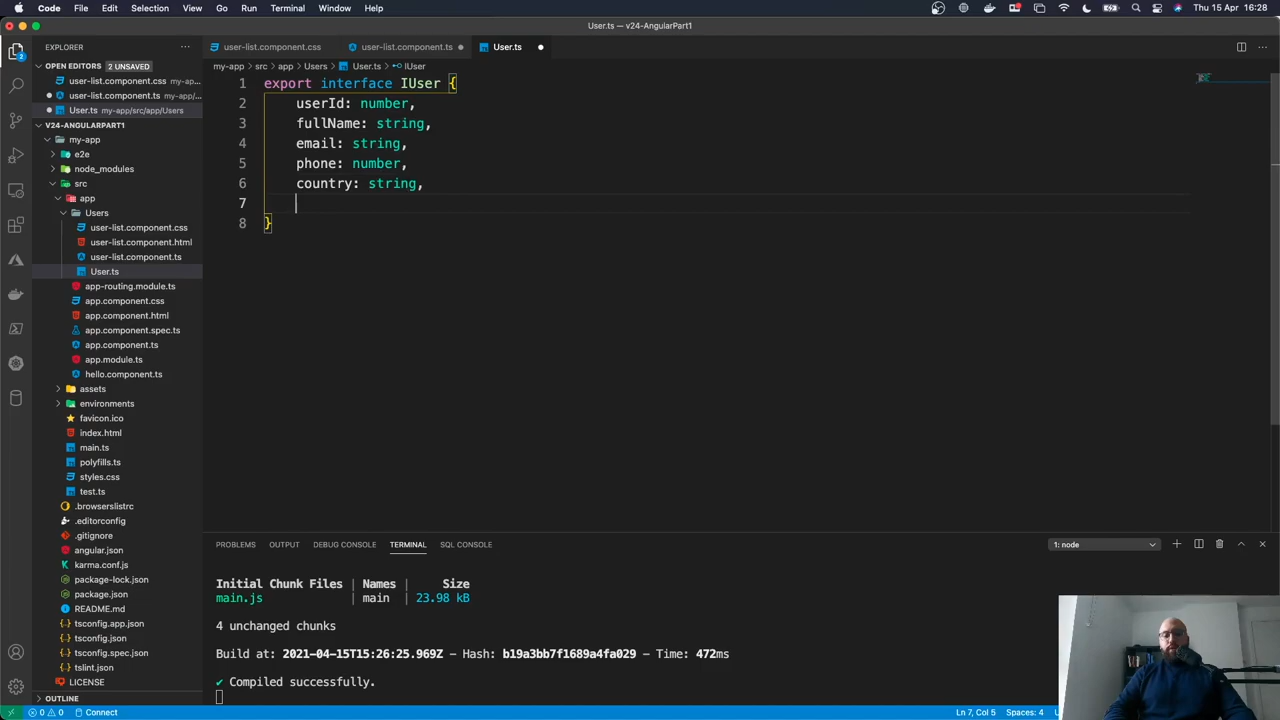 Code File Edit Selection View Go Run Terminal Window Help Thu 15 Apr 16:28
User.ts — v24-AngularPart1
EXPLORER
OPEN EDITORS 2 UNSAVED
user-list.component.css my-ap...
user-list.component.ts my-app/...
User.ts my-app/src/app/Users
V24-ANGULARPART1
my-app
e2e
node_modules
src
app
Users
user-list.component.css
user-list.component.html
user-list.component.ts
User.ts
app-routing.module.ts
app.component.css
app.component.html
app.component.spec.ts
app.component.ts
app.module.ts
hello.component.ts
assets
environments
favicon.ico
index.html
main.ts
polyfills.ts
styles.css
test.ts
.browserslistrc
.editorconfig
.gitignore
angular.json
karma.conf.js
package-lock.json
package.json
README.md
tsconfig.app.json
tsconfig.json
tsconfig.spec.json
tslint.json
LICENSE
OUTLINE
user-list.component.css user-list.component.ts User.ts
my-app > src > app > Users > User.ts > IUser
1 export interface IUser {
2 userId: number,
3 fullName: string,
4 email: string,
5 phone: number,
6 country: string,
7
8 }
PROBLEMS OUTPUT DEBUG CONSOLE TERMINAL SQL CONSOLE 1: node
Initial Chunk Files | Names | Size
main.js | main | 23.98 kB
4 unchanged chunks
Build at: 2021-04-15T15:26:25.969Z - Hash: b19a3bb7f1689a4fa029 - Time: 472ms
✔ Compiled successfully.
0 0 Connect Ln 7, Col 5 Spaces: 4